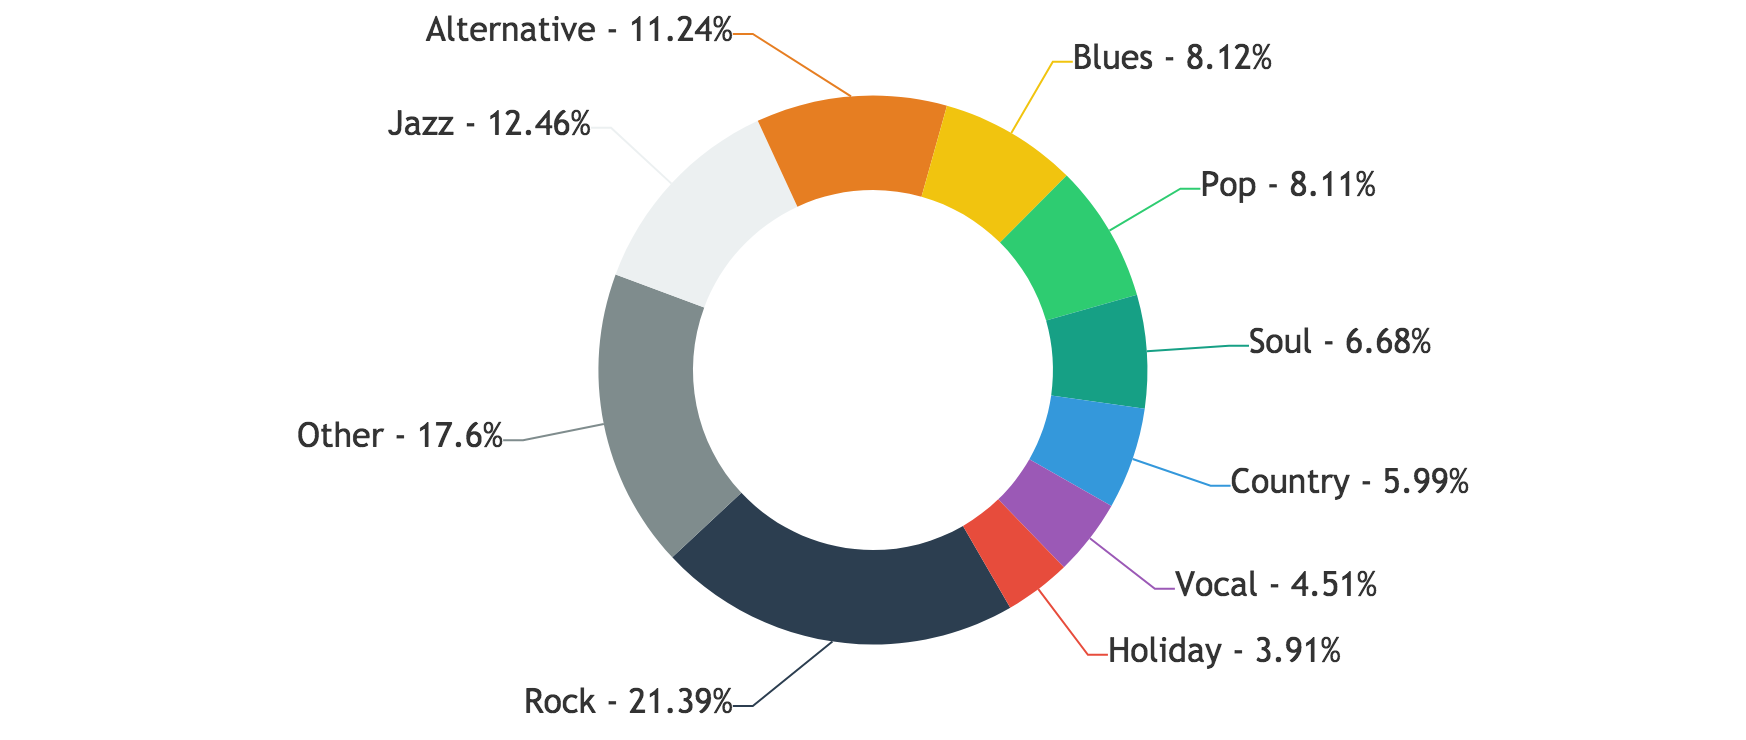 Alternative - 11.24%
Blues - 8.12%
Jazz - 12.46%
Pop - 8.11%
Soul - 6.68%
Other - 17.6%
Country - 5.99%
Vocal - 4.51%
Holiday - 3.91%
Rock - 21.39%